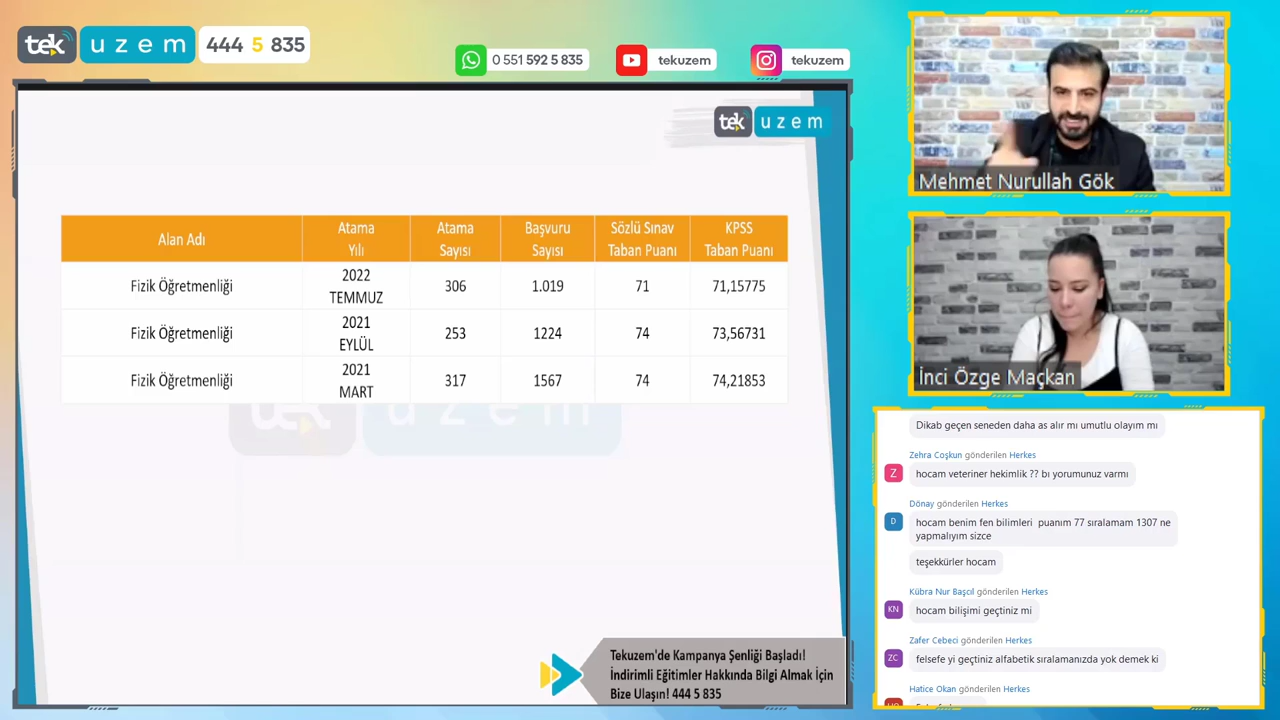 tek uzem 444 5 835
0 551 592 5 835
tekuzem
tekuzem
tek uzem
Alan Adı
Atama Yılı
Atama Sayısı
Başvuru Sayısı
Sözlü Sınav Taban Puanı
KPSS Taban Puanı
Fizik Öğretmenliği 2022 TEMMUZ 306 1.019 71 71,15775
Fizik Öğretmenliği 2021 EYLÜL 253 1224 74 73,56731
Fizik Öğretmenliği 2021 MART 317 1567 74 74,21853
tek uzem
Tekuzem'de Kampanya Şenliği Başladı!
İndirimli Eğitimler Hakkında Bilgi Almak İçin
Bize Ulaşın! 444 5 835
Mehmet Nurullah Gök
İnci Özge Maçkan
Dikab geçen seneden daha as alır mı umutlu olayım mı
Zehra Coşkun gönderilen Herkes
Z
hocam veteriner hekimlik ?? bı yorumunuz varmı
Dönay gönderilen Herkes
D
hocam benim fen bilimleri puanım 77 sıralamam 1307 ne
yapmalıyım sizce
teşekkürler hocam
Kübra Nur Başcıl gönderilen Herkes
KN
hocam bilişimi geçtiniz mi
Zafer Cebeci gönderilen Herkes
ZC
felsefe yi geçtiniz alfabetik sıralamanızda yok demek ki
Hatice Okan gönderilen Herkes